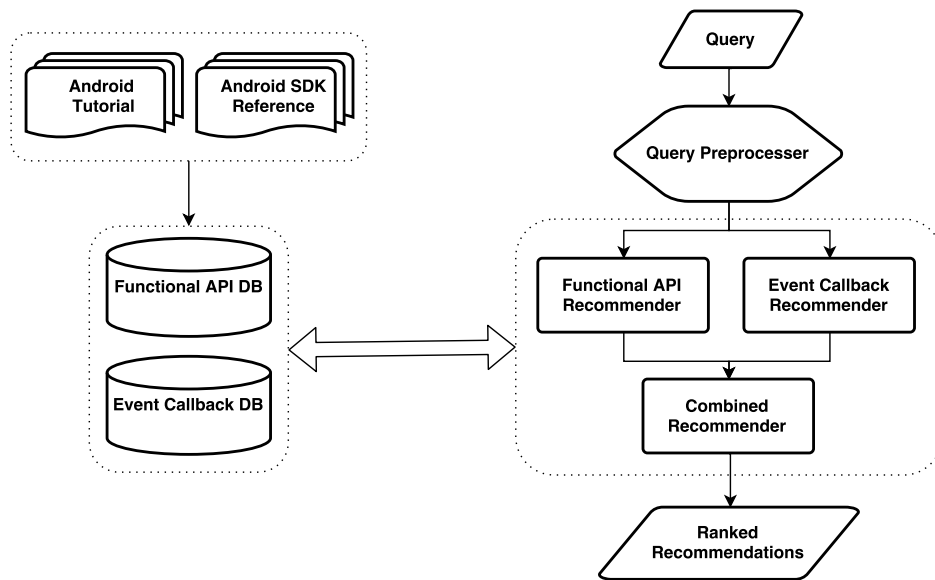 Android
Tutorial
Android SDK
Reference
Functional API DB
Event Callback DB
Query
Query Preprocesser
Functional API
Recommender
Event Callback
Recommender
Combined
Recommender
Ranked
Recommendations